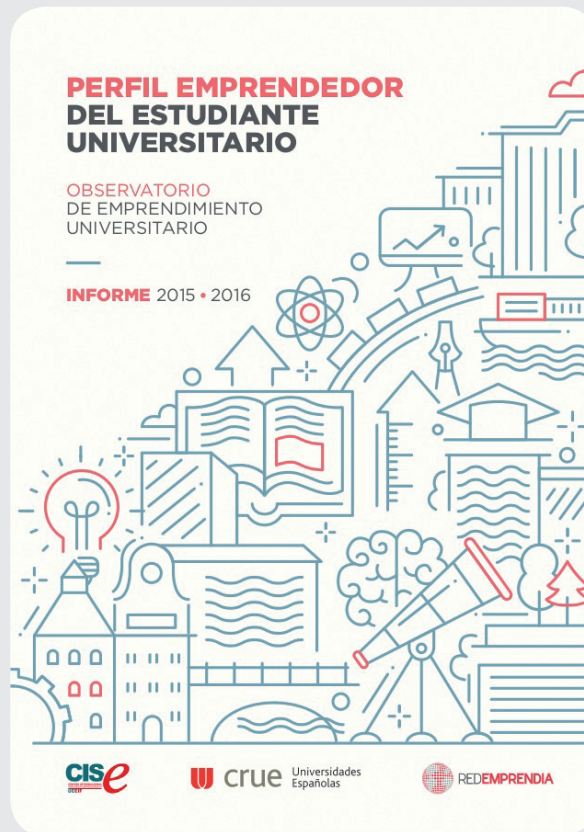 PERFIL EMPRENDEDOR
DEL ESTUDIANTE
UNIVERSITARIO
OBSERVATORIO
DE EMPRENDIMIENTO
UNIVERSITARIO
INFORME 2015 • 2016
CISe
crue Universidades
Españolas
REDEMPRENDIA